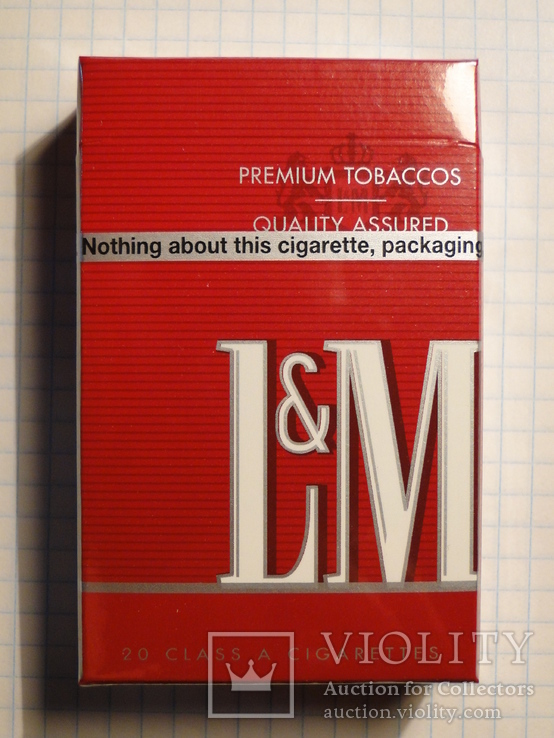 PREMIUM TOBACCOS
QUALITY ASSURED
Nothing about this cigarette, packaging
L&M
20 CLASS A CIGARETTES
VIOLITY
Auction for Collectors
auction.violity.com